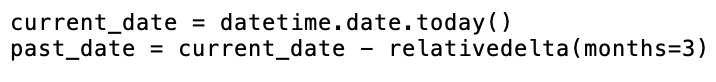 current_date = datetime.date.today()
past_date = current_date - relativedelta(months=3)